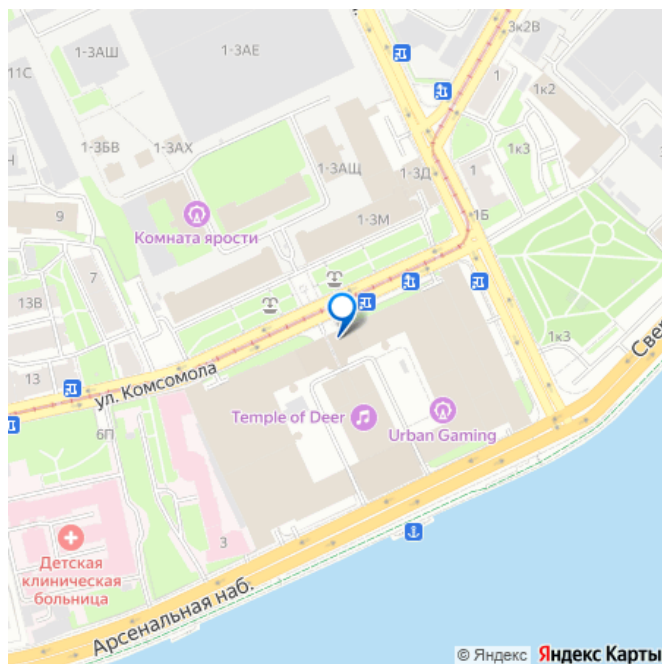 1-3АШ
1-3АЕ
3к2В
11С
1
1к2
1-3БВ
1-3АХ
Н
1-3АЩ
1-3Д
1
1к3
9
Комната ярости
1-3М
1Б
7
13В
1к3
Свер
13
ул. Комсомола
6П
Temple of Deer
Urban Gaming
3
Детская
клиническая
больница
Арсенальная наб.
© Яндекс Яндекс Карты